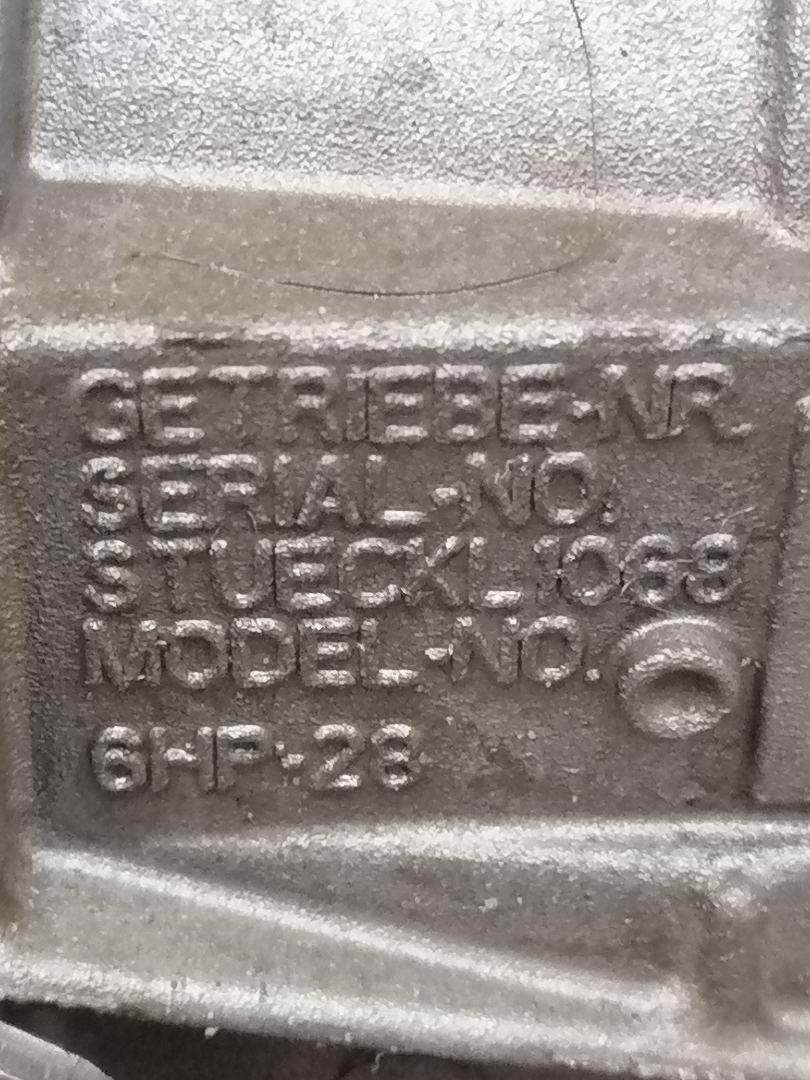 GETRIEBE-NR.
SERIAL-NO.
STUECKL.1068
MODEL-NO.
6HP-28